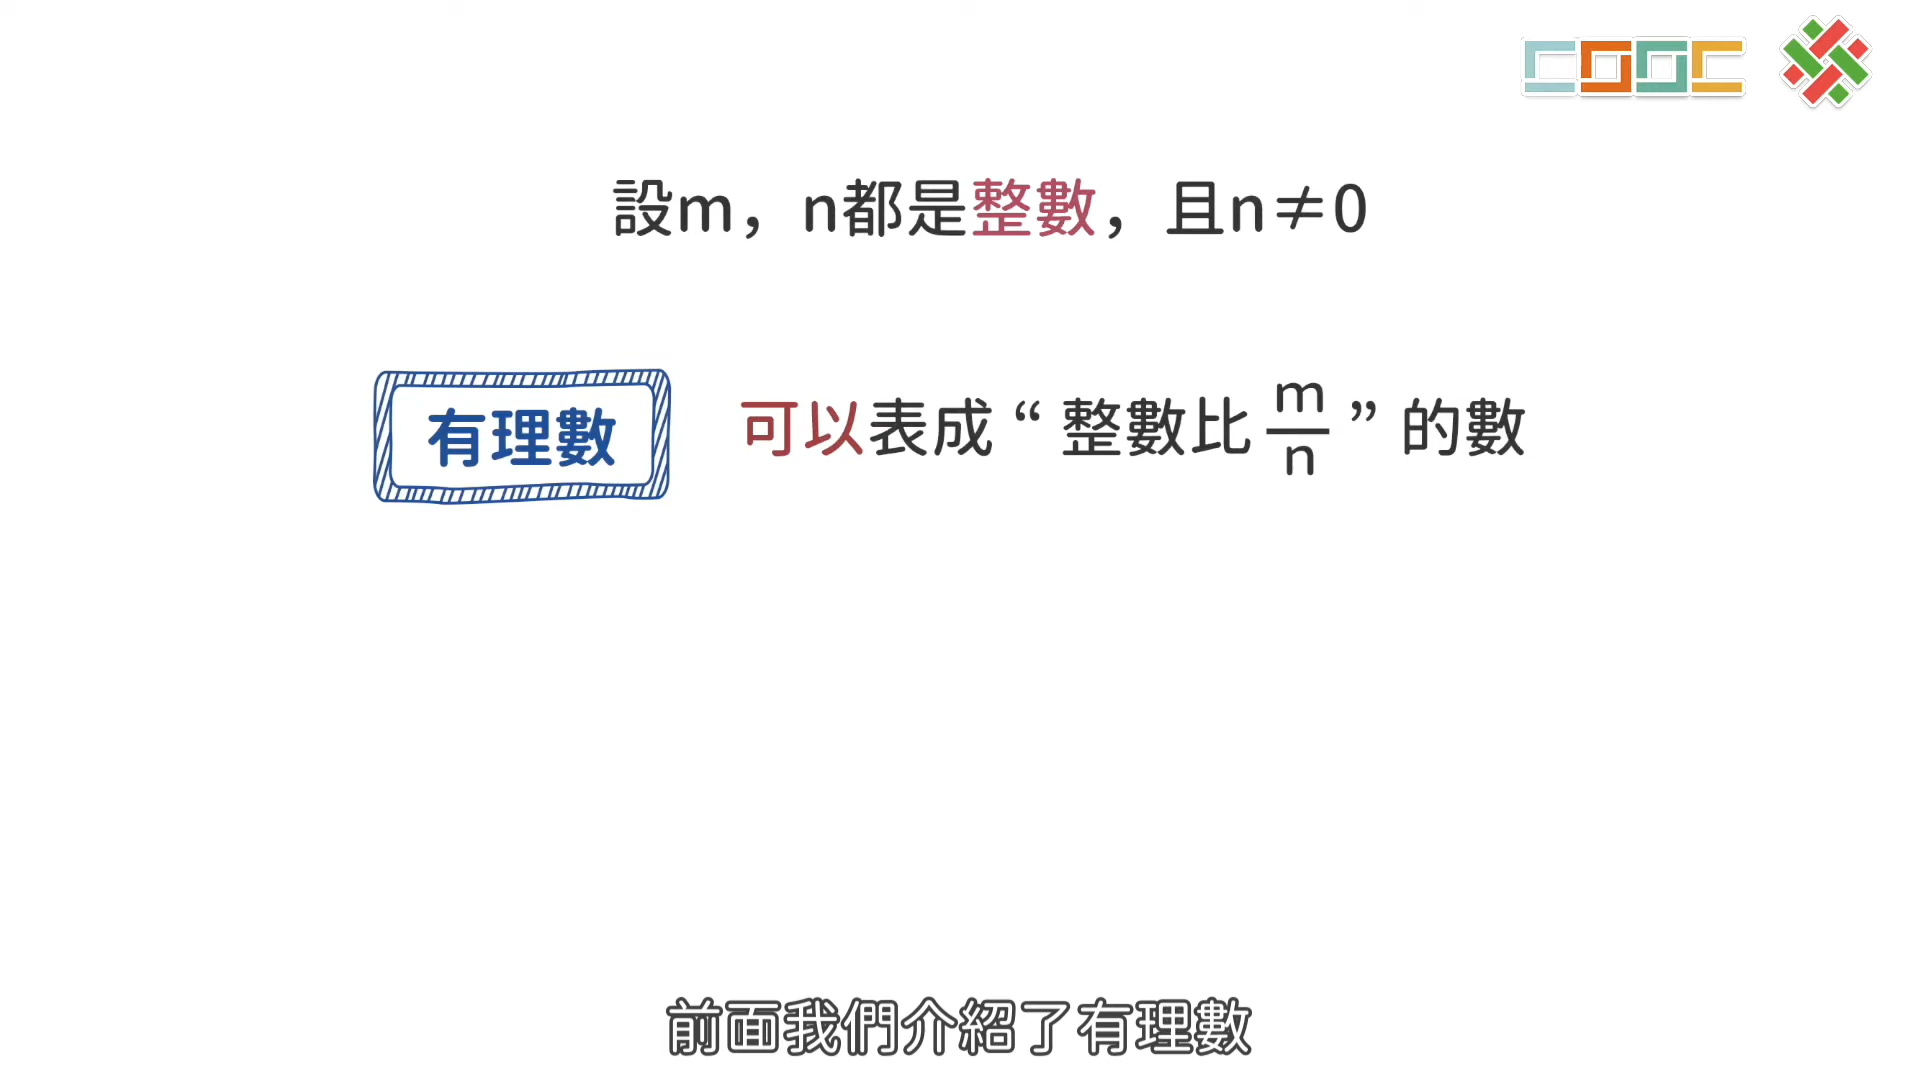 COOC
設m，n都是整數，且n≠0
有理數
可以表成“整數比 m/n ”的數
前面我們介紹了有理數